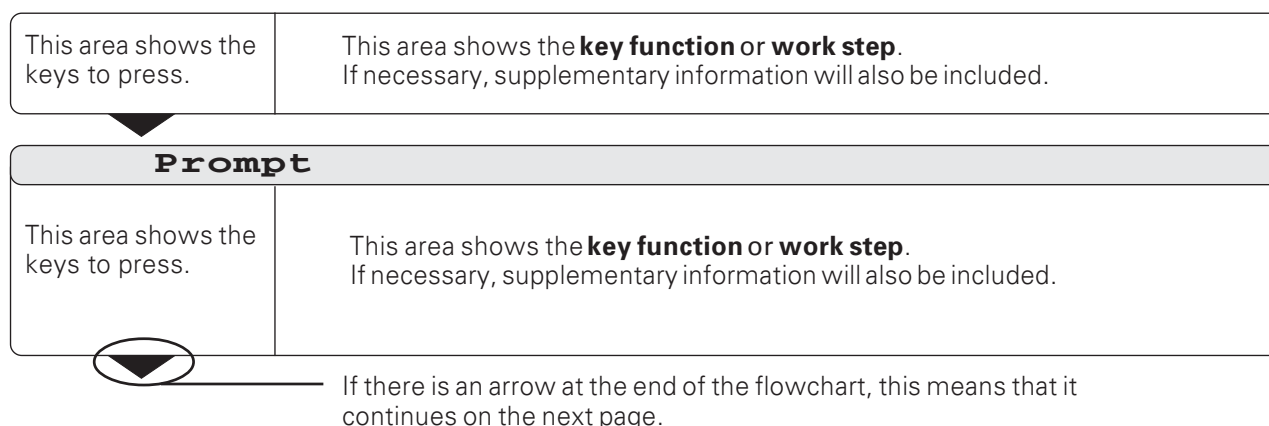 This area shows the
keys to press.
This area shows the key function or work step.
If necessary, supplementary information will also be included.
Prompt
This area shows the
keys to press.
This area shows the key function or work step.
If necessary, supplementary information will also be included.
If there is an arrow at the end of the flowchart, this means that it
continues on the next page.